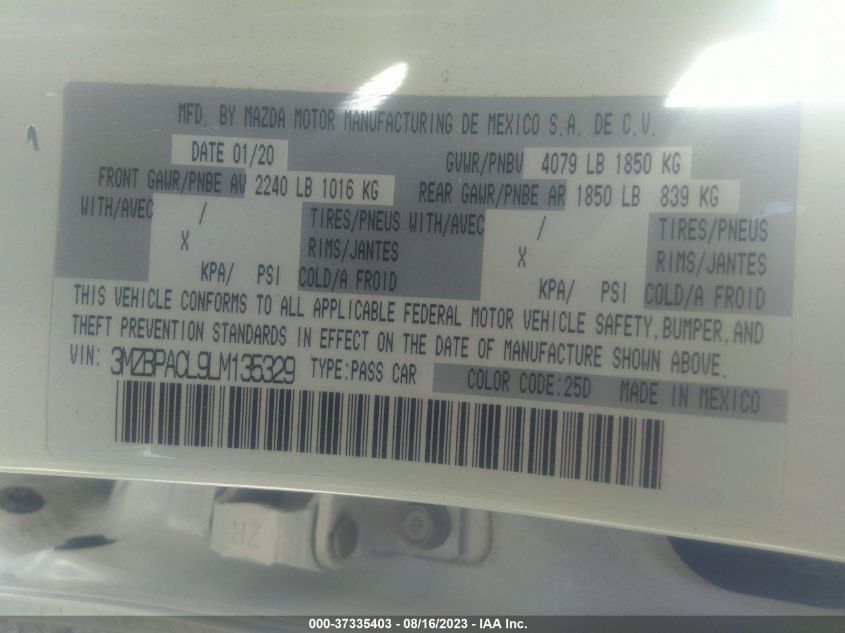 MFD. BY MAZDA MOTOR MANUFACTURING DE MEXICO S.A. DE C.V.
DATE 01/20 GVWR/PNBV 4079 LB 1850 KG
FRONT GAWR/PNBE AV 2240 LB 1016 KG REAR GAWR/PNBE AR 1850 LB 839 KG
WITH/AVEC / TIRES/PNEUS WITH/AVEC / TIRES/PNEUS
X RIMS/JANTES X RIMS/JANTES
KPA/ PSI COLD/A FROID KPA/ PSI COLD/A FROID
THIS VEHICLE CONFORMS TO ALL APPLICABLE FEDERAL MOTOR VEHICLE SAFETY, BUMPER, AND
THEFT PREVENTION STANDARDS IN EFFECT ON THE DATE OF MANUFACTURE SHOWN ABOVE.
VIN: 3MZBPACL9LM135329 TYPE:PASS CAR COLOR CODE:25D MADE IN MEXICO
ZR
000-37335403 - 08/16/2023 - IAA Inc.